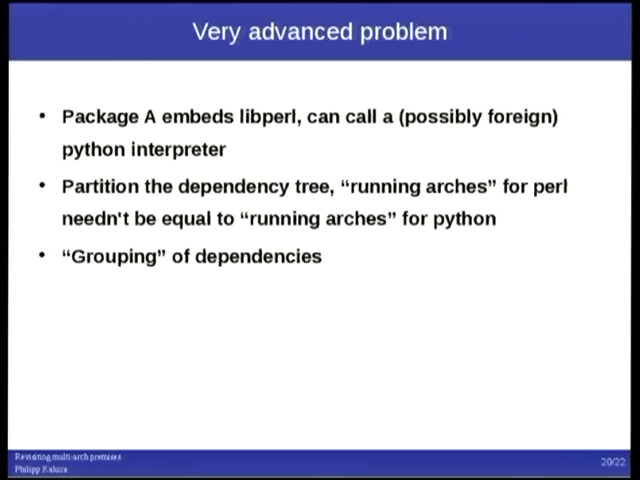 Very advanced problem
• Package A embeds libperl, can call a (possibly foreign)
python interpreter
• Partition the dependency tree, “running arches” for perl
needn't be equal to “running arches” for python
• “Grouping” of dependencies
Revisiting multi-arch premises
Philipp Kaluza
20/22